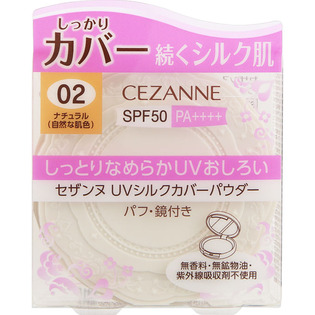 しっかり
カバー 続くシルク肌
02
ナチュラル
(自然な肌色)
CEZANNE
SPF50 PA++++
しっとりなめらかUVおしろい
セザンヌ UVシルクカバーパウダー
パフ・鏡付き
無香料・無鉱物油・
紫外線吸収剤不使用